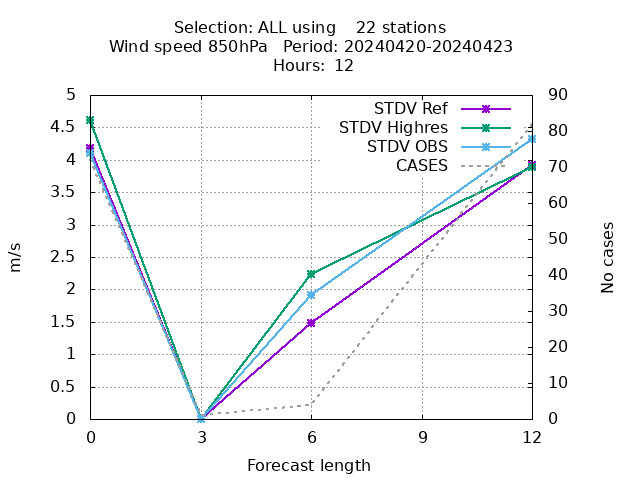 Selection: ALL using    22 stations
Wind speed 850hPa   Period: 20240420-20240423
Hours:  12
STDV Ref
STDV Highres
STDV OBS
CASES
5
4.5
4
3.5
3
2.5
2
1.5
1
0.5
0
90
80
70
60
50
40
30
20
10
0
m/s
No cases
0 3 6 9 12
Forecast length